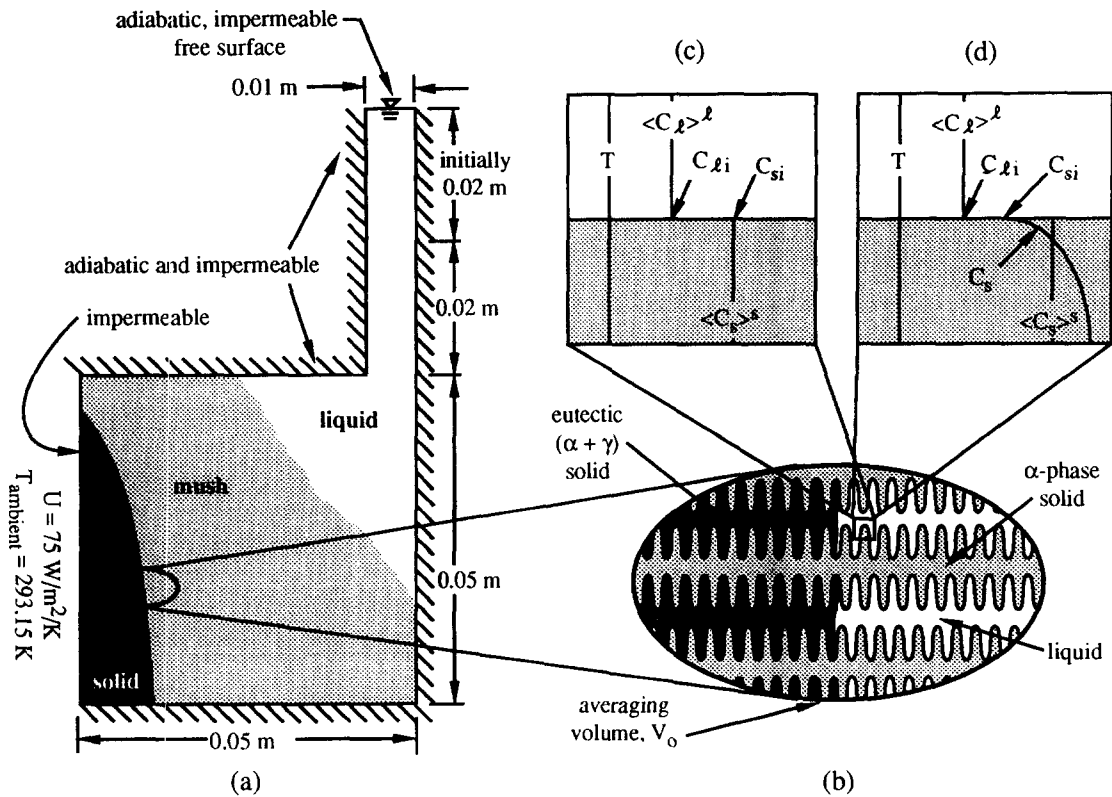 adiabatic, impermeable
free surface
0.01 m
initially
0.02 m
adiabatic and impermeable
0.02 m
impermeable
liquid
mush
U = 75 W/m²/K
T_ambient = 293.15 K
0.05 m
solid
0.05 m
(a)
(c)
<C_ℓ>^ℓ
T
C_ℓi
C_si
<C_s>^s
(d)
<C_ℓ>^ℓ
T
C_ℓi
C_si
C_s
<C_s>^s
eutectic
(α + γ)
solid
α-phase
solid
liquid
averaging
volume, V_o
(b)